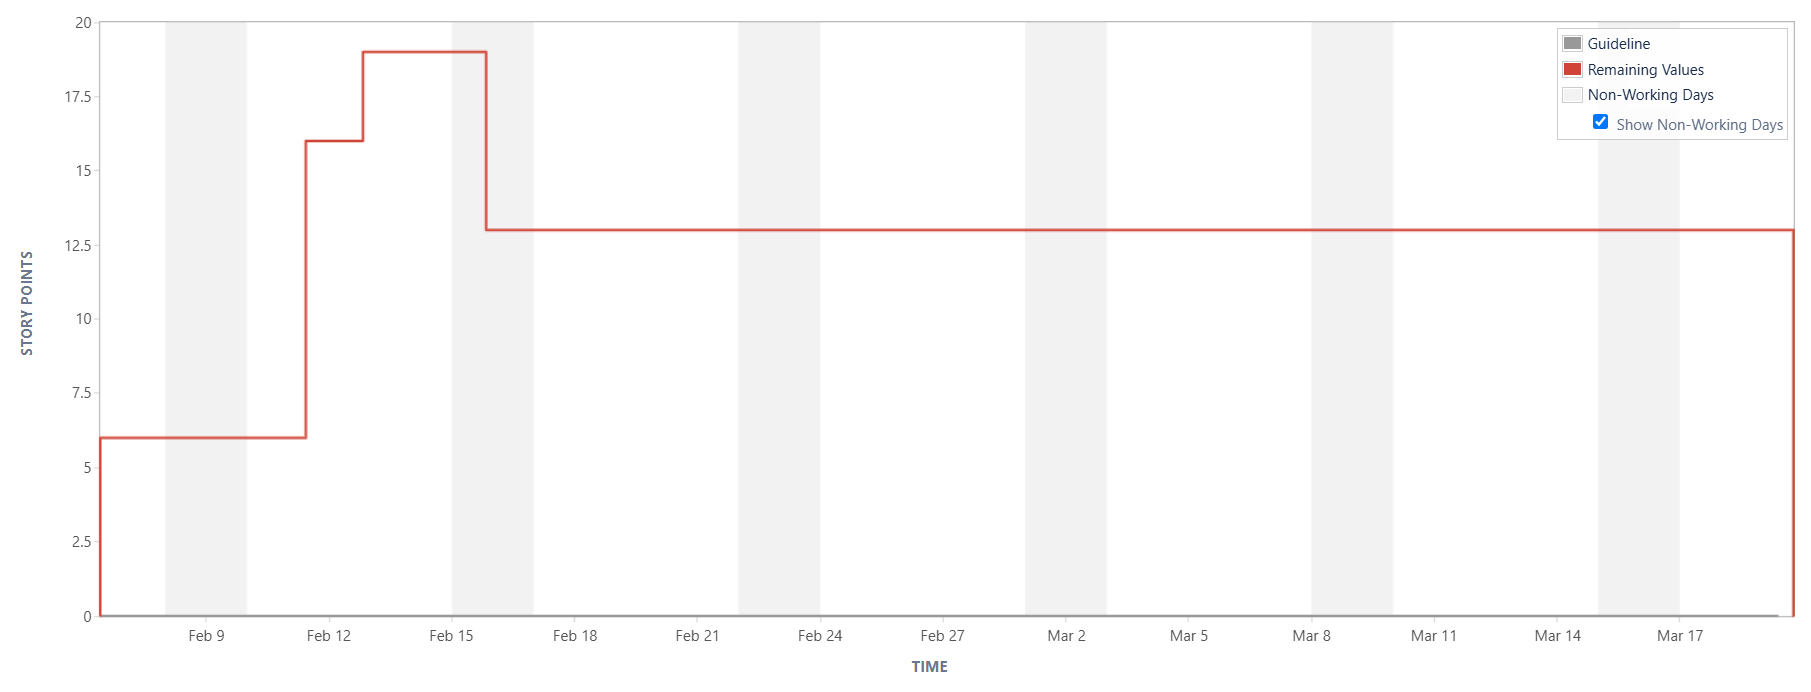 20
17.5
15
12.5
10
7.5
5
2.5
0
STORY POINTS
Guideline
Remaining Values
Non-Working Days
Show Non-Working Days
Feb 9 Feb 12 Feb 15 Feb 18 Feb 21 Feb 24 Feb 27 Mar 2 Mar 5 Mar 8 Mar 11 Mar 14 Mar 17
TIME